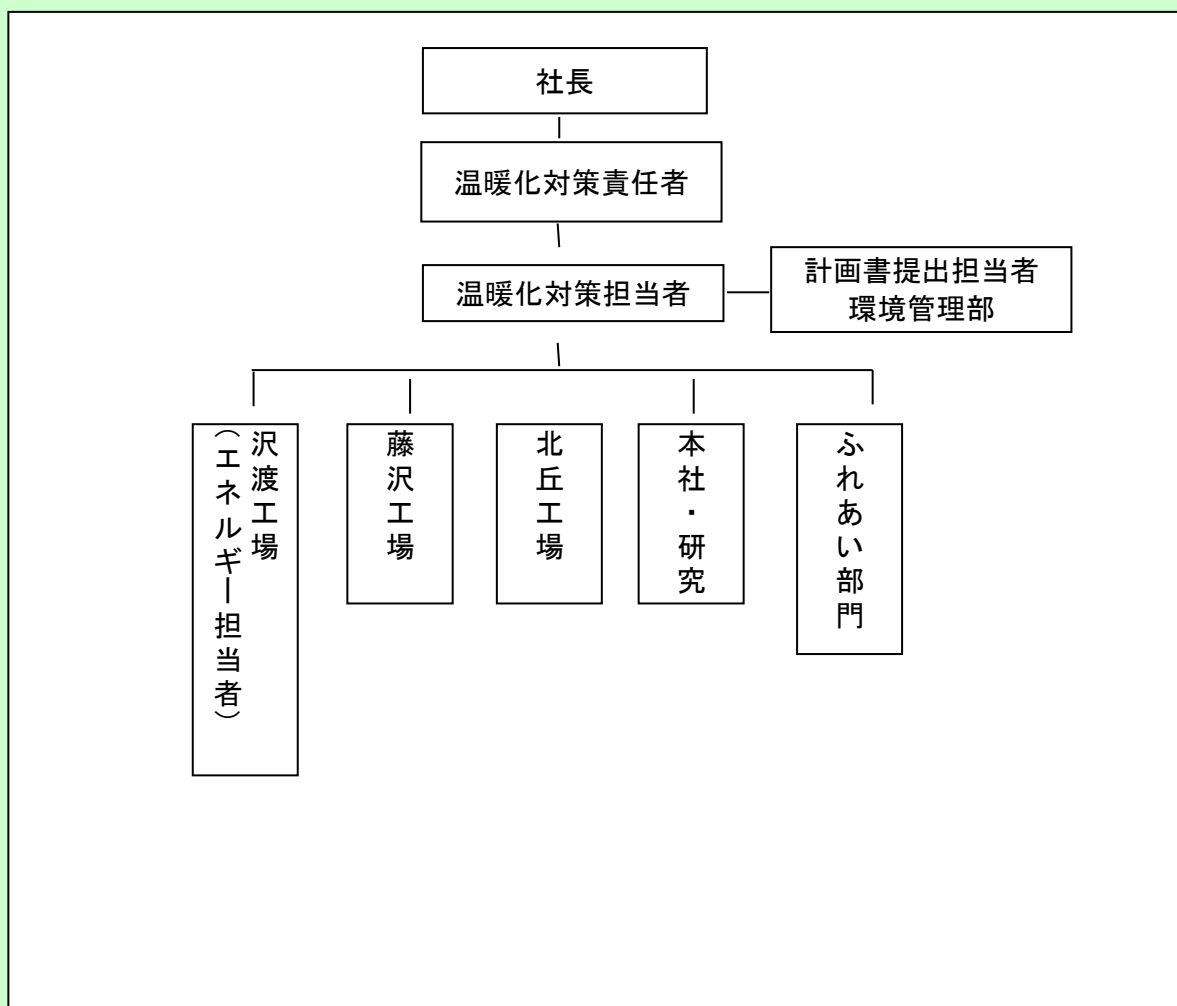 社長
温暖化対策責任者
温暖化対策担当者
計画書提出担当者
環境管理部
沢渡工場
（エネルギー担当者）
藤沢工場
北丘工場
本社・研究
ふれあい部門